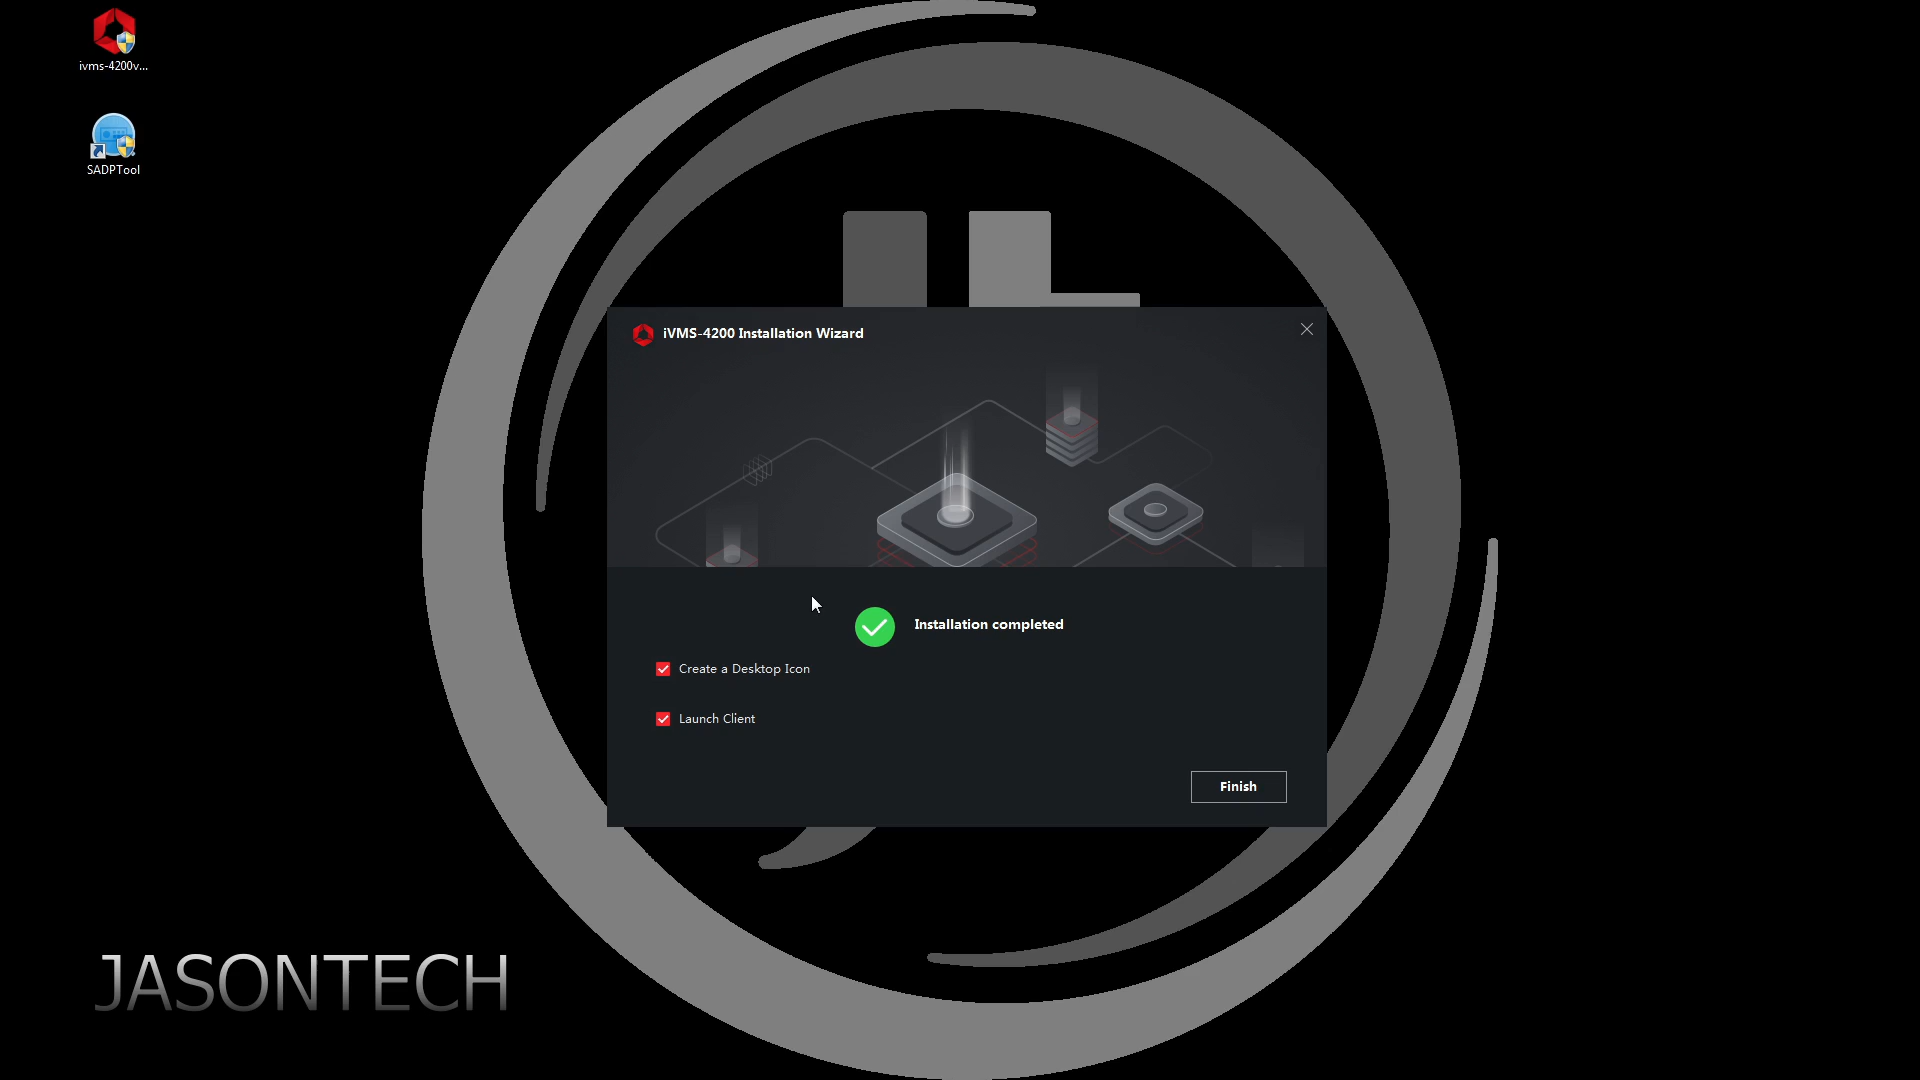 ivms-4200v...
SADPTool
iVMS-4200 Installation Wizard
Installation completed
Create a Desktop Icon
Launch Client
Finish
JASONTECH